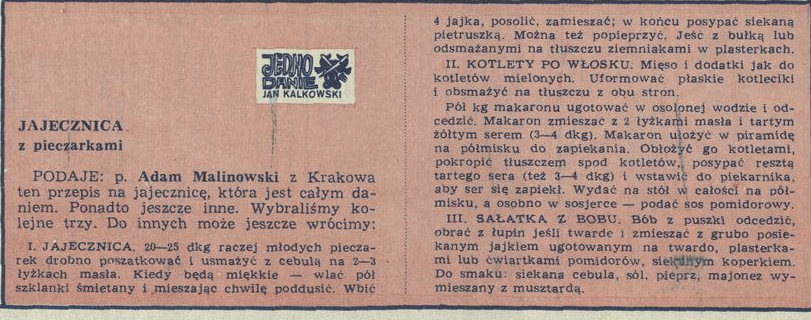 JEDNO
DANIE
JAN KALKOWSKI
JAJECZNICA
z pieczarkami
PODAJE: p. Adam Malinowski z Krakowa
ten przepis na jajecznicę, która jest całym da-
niem. Ponadto jeszcze inne. Wybraliśmy ko-
lejne trzy. Do innych może jeszcze wrócimy:
I. JAJECZNICA. 20—25 dkg raczej młodych piecza-
rek drobno poszatkować i usmażyć z cebulą na 2—3
łyżkach masła. Kiedy będą miękkie — wlać pół
szklanki śmietany i mieszając chwilę poddusić. Wbić
4 jajka, posolić, zamieszać; w końcu posypać siekaną
pietruszką. Można też popieprzyć. Jeść z bułką lub
odsmażanymi na tłuszczu ziemniakami w plasterkach.
II. KOTLETY PO WŁOSKU. Mięso i dodatki jak do
kotletów mielonych. Uformować płaskie kotleciki
i obsmażyć na tłuszczu z obu stron.
Pół kg makaronu ugotować w osolonej wodzie i od-
cedzić. Makaron zmieszać z 2 łyżkami masła i tartym
żółtym serem (3—4 dkg). Makaron ułożyć w piramidę
na półmisku do zapiekania. Obłożyć go kotletami,
pokropić tłuszczem spod kotletów, posypać resztą
tartego sera (też 3—4 dkg) i wstawić do piekarnika,
aby ser się zapiekł. Wydać na stół w całości na pół-
misku, a osobno w sosjerce — podać sos pomidorowy.
III. SAŁATKA Z BOBU. Bób z puszki odcedzić,
obrać z łupin jeśli twarde i zmieszać z grubo posie-
kanym jajkiem ugotowanym na twardo, plasterka-
mi lub ćwiartkami pomidorów, siekanym koperkiem.
Do smaku: siekana cebula, sól, pieprz, majonez wy-
mieszany z musztardą.